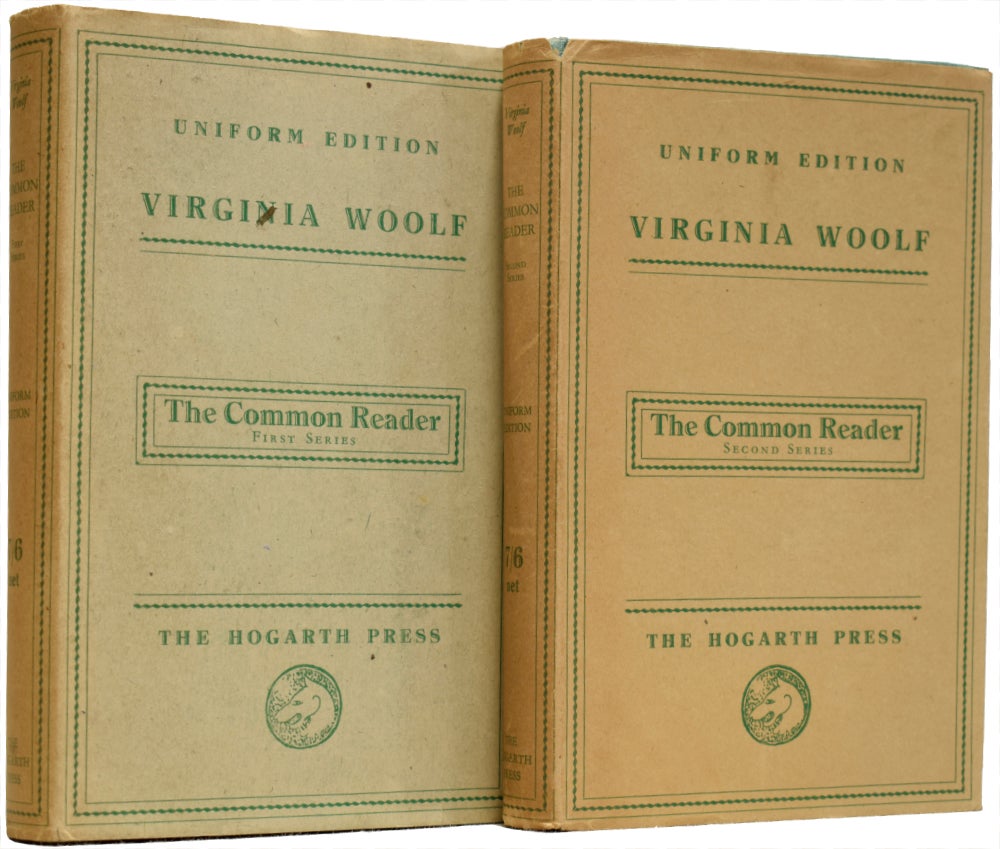 Virginia
Woolf
THE
COMMON
READER
FIRST
SERIES
UNIFORM
EDITION
7/6
net
THE
HOGARTH
PRESS
UNIFORM EDITION
VIRGINIA WOOLF
The Common Reader
FIRST SERIES
THE HOGARTH PRESS
Virginia
Woolf
THE
COMMON
READER
SECOND
SERIES
UNIFORM
EDITION
7/6
net
THE
HOGARTH
PRESS
UNIFORM EDITION
VIRGINIA WOOLF
The Common Reader
SECOND SERIES
THE HOGARTH PRESS